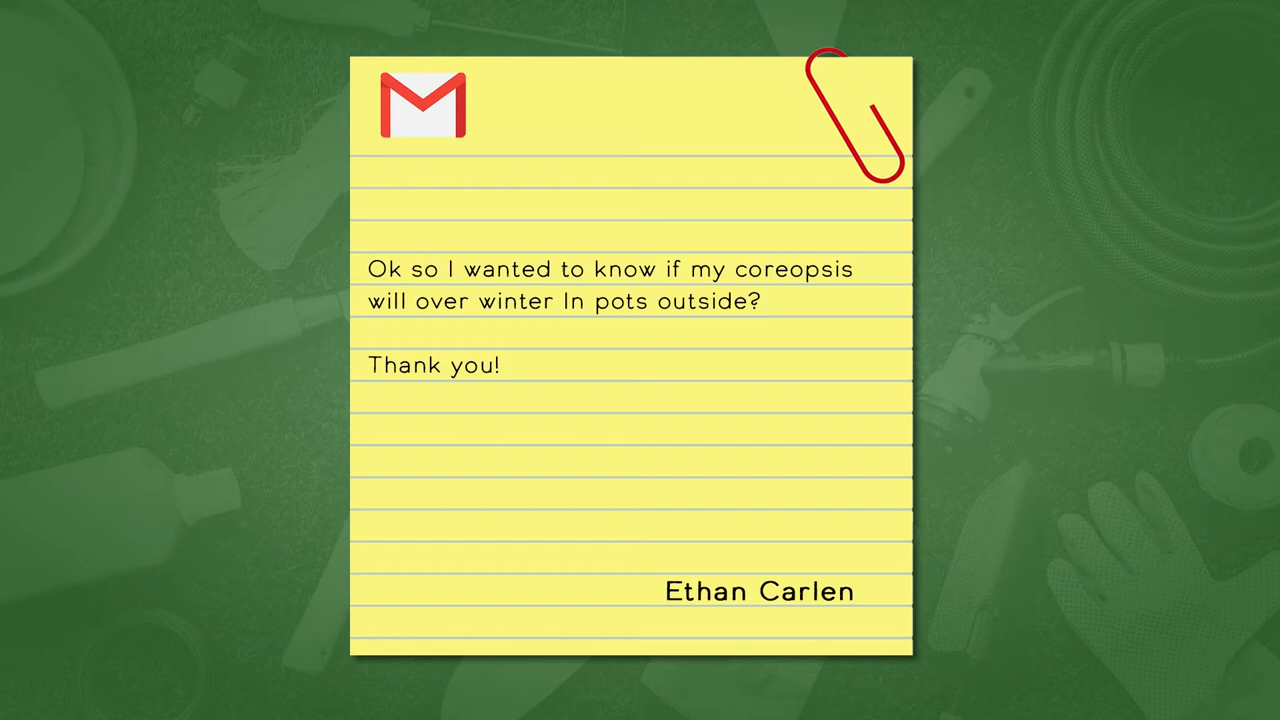 Ok so I wanted to know if my coreopsis
will over winter In pots outside?
Thank you!
Ethan Carlen